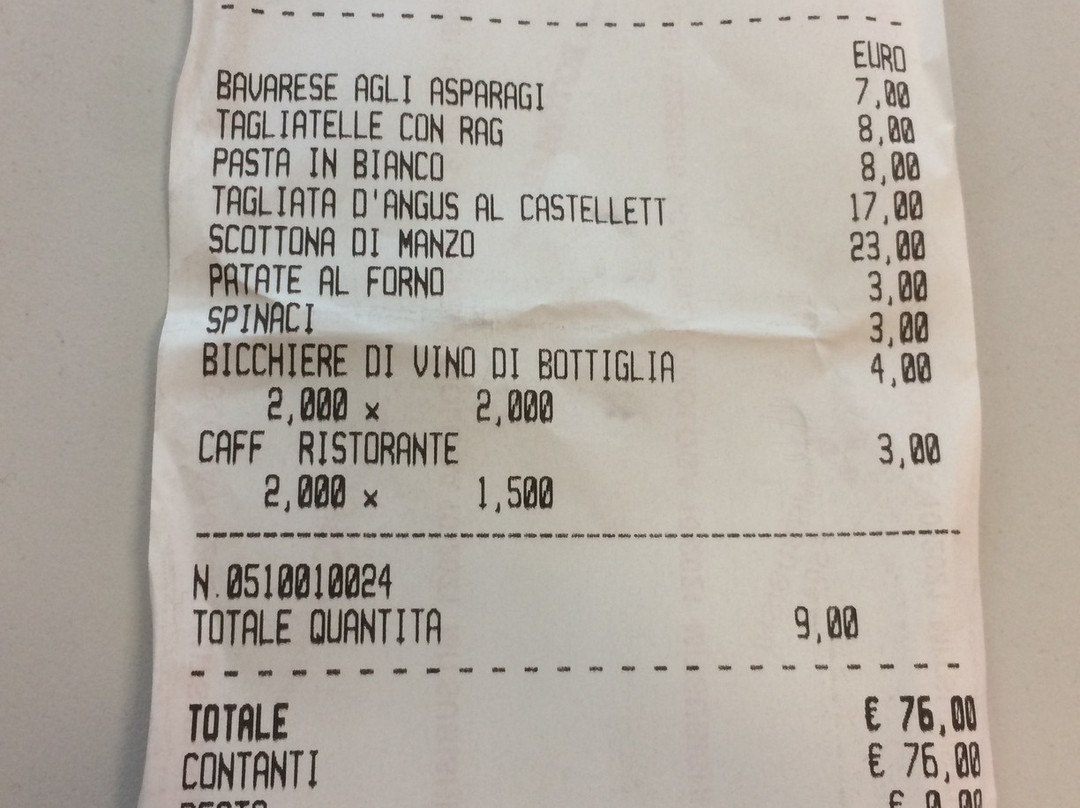 EURO
BAVARESE AGLI ASPARAGI 7,00
TAGLIATELLE CON RAG 8,00
PASTA IN BIANCO 8,00
TAGLIATA D'ANGUS AL CASTELLETT 17,00
SCOTTONA DI MANZO 23,00
PATATE AL FORNO 3,00
SPINACI 3,00
BICCHIERE DI VINO DI BOTTIGLIA 4,00
2,000 x 2,000
CAFF RISTORANTE 3,00
2,000 x 1,500
N.0510010024
TOTALE QUANTITA 9,00
TOTALE € 76,00
CONTANTI € 76,00